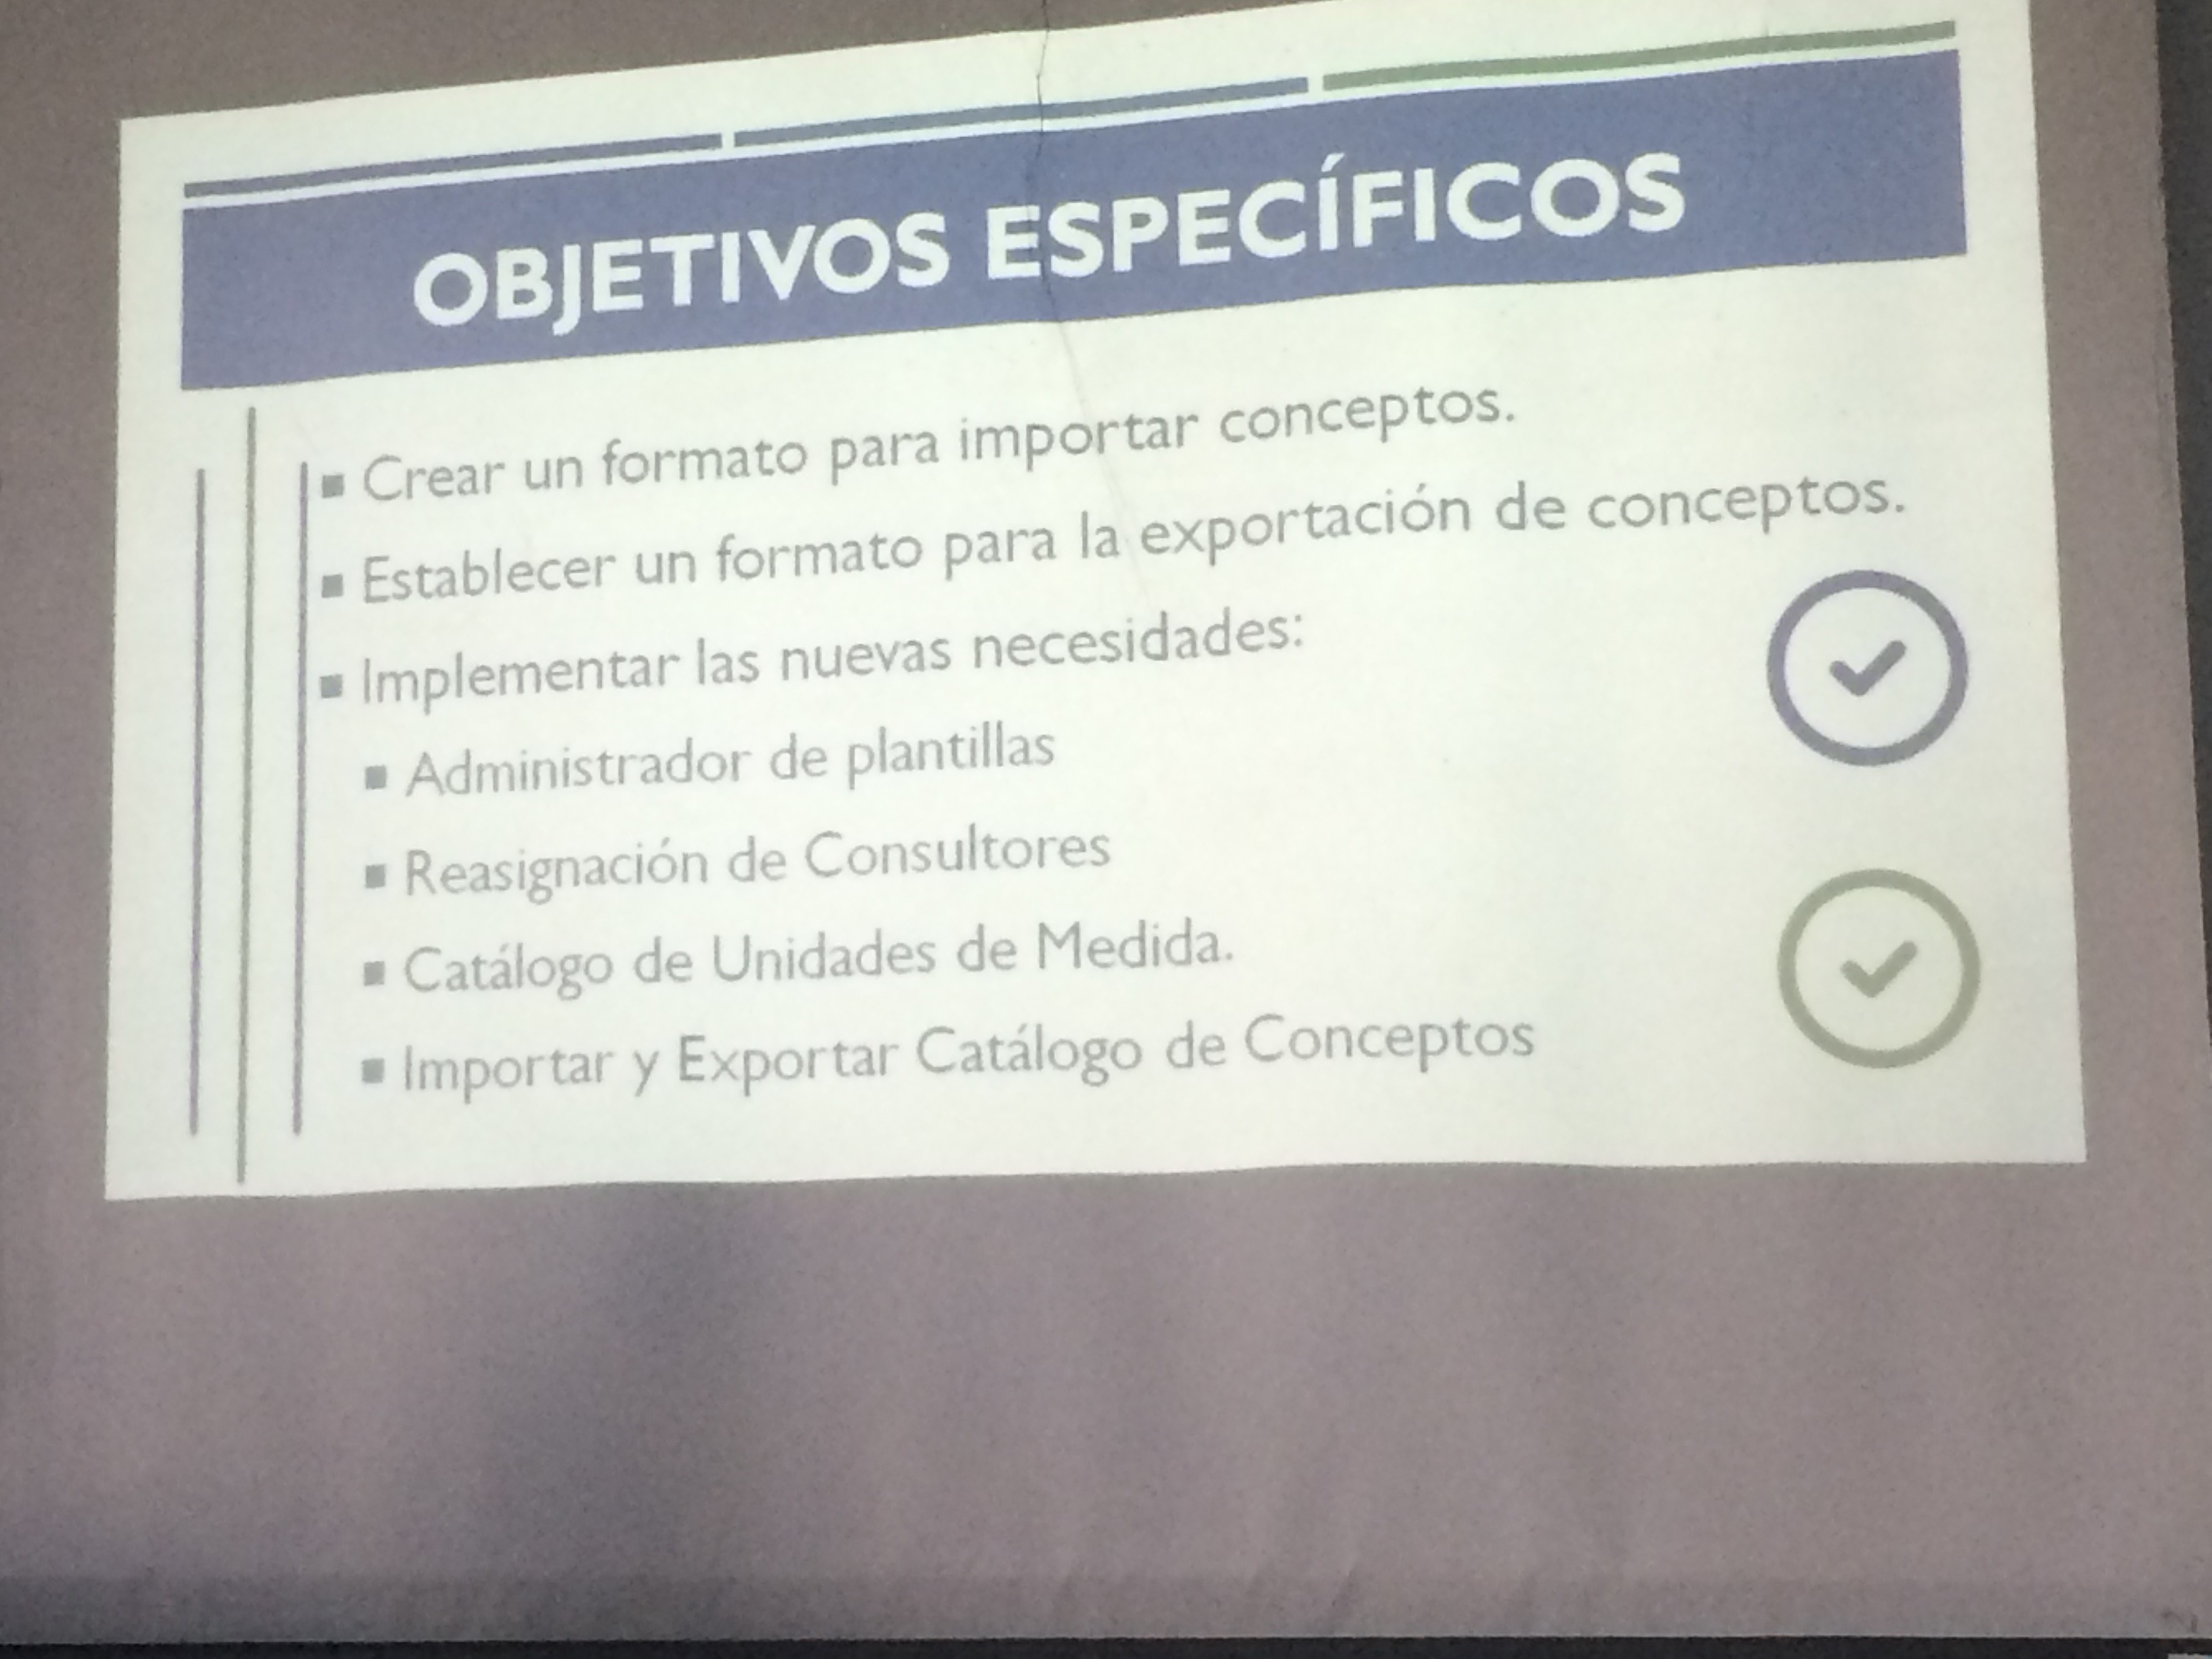 OBJETIVOS ESPECÍFICOS
▪ Crear un formato para importar conceptos.
▪ Establecer un formato para la exportación de conceptos.
▪ Implementar las nuevas necesidades:
▪ Administrador de plantillas
▪ Reasignación de Consultores
▪ Catálogo de Unidades de Medida.
▪ Importar y Exportar Catálogo de Conceptos